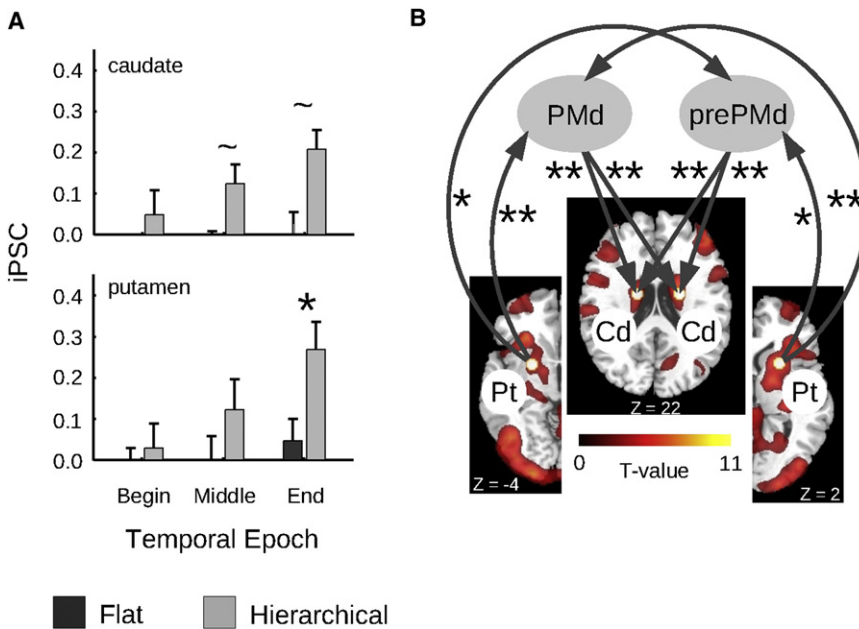 A
iPSC
caudate
0.4
0.3
0.2
0.1
0.0
~
~
putamen
0.4
0.3
0.2
0.1
0.0
*
Begin Middle End
Temporal Epoch
Flat Hierarchical
B
PMd prePMd
** ** ** **
* ** * **
Cd Cd
Pt Pt
Z = 22
0 11
T-value
Z = -4
Z = 2